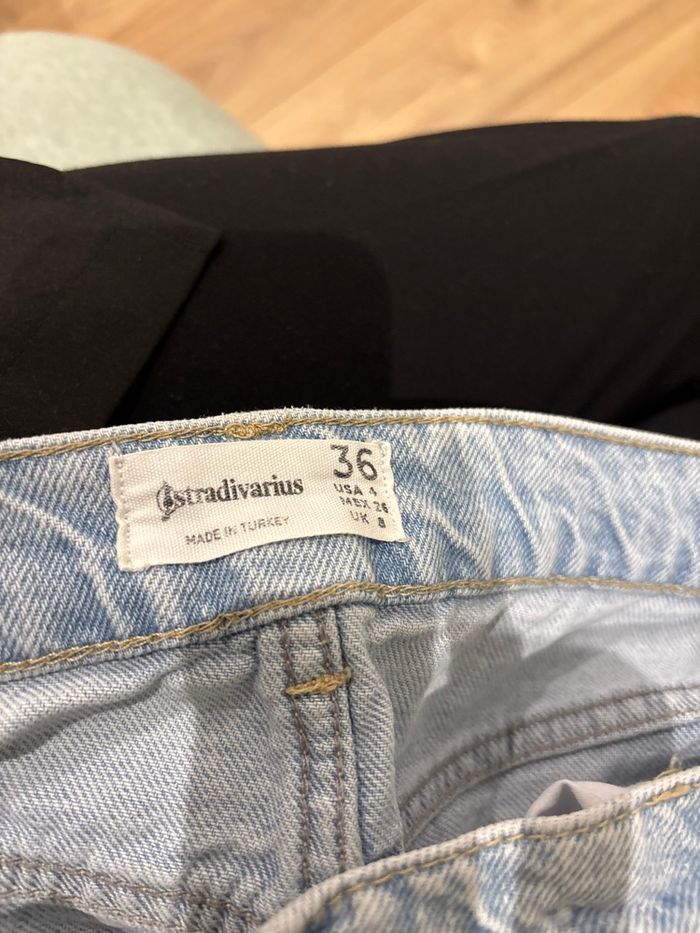 stradivarius
MADE IN TURKEY
36
USA 4
MEX 26
UK 8